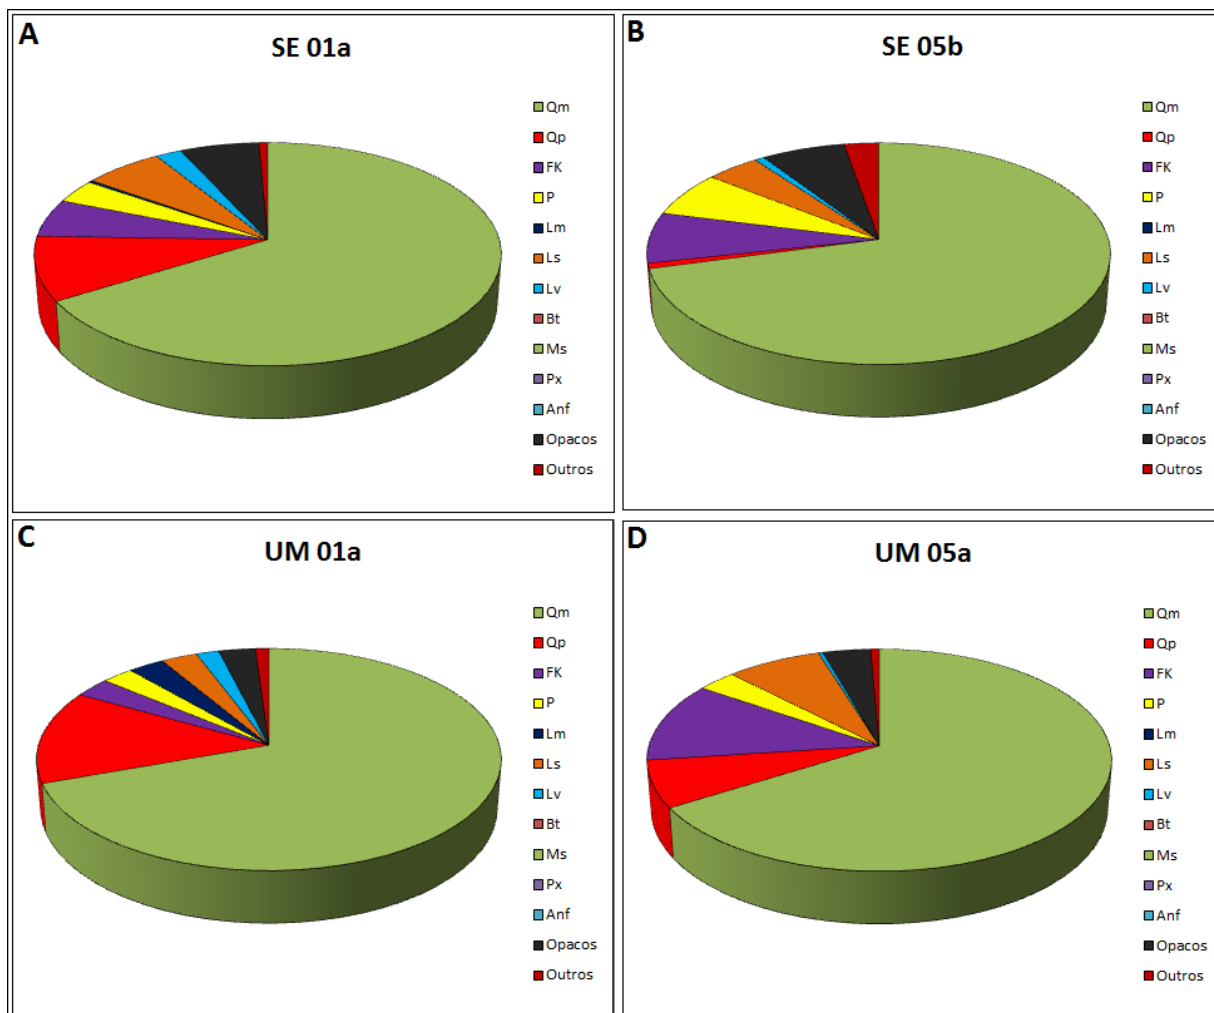 A
SE 01a
Qm
Qp
FK
P
Lm
Ls
Lv
Bt
Ms
Px
Anf
Opacos
Outros
B
SE 05b
Qm
Qp
FK
P
Lm
Ls
Lv
Bt
Ms
Px
Anf
Opacos
Outros
C
UM 01a
Qm
Qp
FK
P
Lm
Ls
Lv
Bt
Ms
Px
Anf
Opacos
Outros
D
UM 05a
Qm
Qp
FK
P
Lm
Ls
Lv
Bt
Ms
Px
Anf
Opacos
Outros